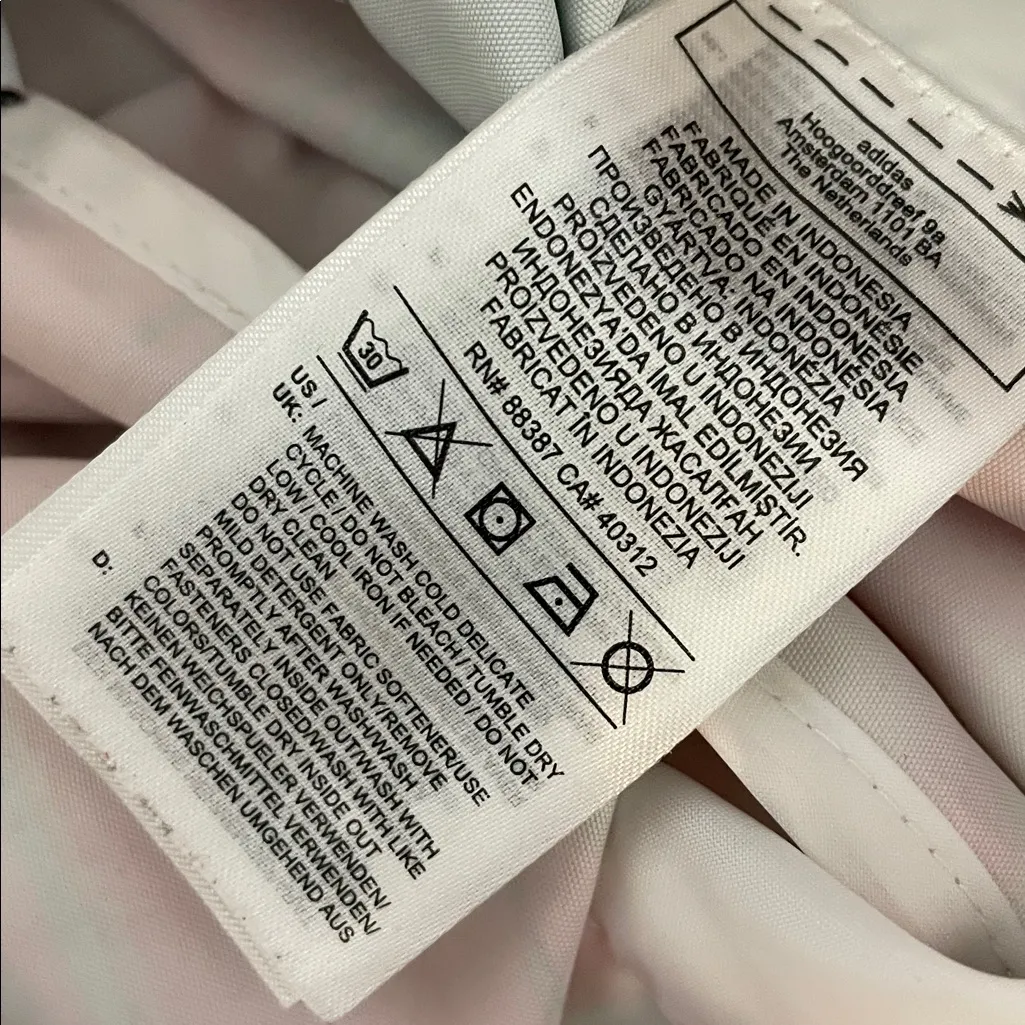 adidas
Hoogoorddreef 9a
Amsterdam 1101 BA
The Netherlands
MADE IN INDONESIA
FABRIQUÉ EN INDONÉSIE
FABRICADO EN INDONESIA
FABRICADO NA INDONÉSIA
GYÁRTVA: INDONÉZIA
ПРОИЗВЕДЕНО В ИНДОНЕЗИЯ
СДЕЛАНО В ИНДОНЕЗИИ
PROIZVEDENO U INDONEZIJI
ENDONEZYA'DA IMAL EDİLMİŞTİR.
ИНДОНЕЗИЯДА ЖАСАЛҒАН
PROIZVEDENO U INDONEZIJI
FABRICAT ÎN INDONEZIA
RN# 88387 CA# 40312
30
US /
UK: MACHINE WASH COLD DELICATE
CYCLE / DO NOT BLEACH / TUMBLE DRY
LOW / COOL IRON IF NEEDED / DO NOT
DRY CLEAN
DO NOT USE FABRIC SOFTENER/USE
MILD DETERGENT ONLY/REMOVE
PROMPTLY AFTER WASH/WASH
SEPARATELY/INSIDE OUT/WASH WITH
FASTENERS CLOSED/WASH WITH LIKE
COLORS/TUMBLE DRY INSIDE OUT
D: KEINEN WEICHSPUELER VERWENDEN/
BITTE FEINWASCHMITTEL VERWENDEN/
NACH DEM WASCHEN UMGEHEND AUS